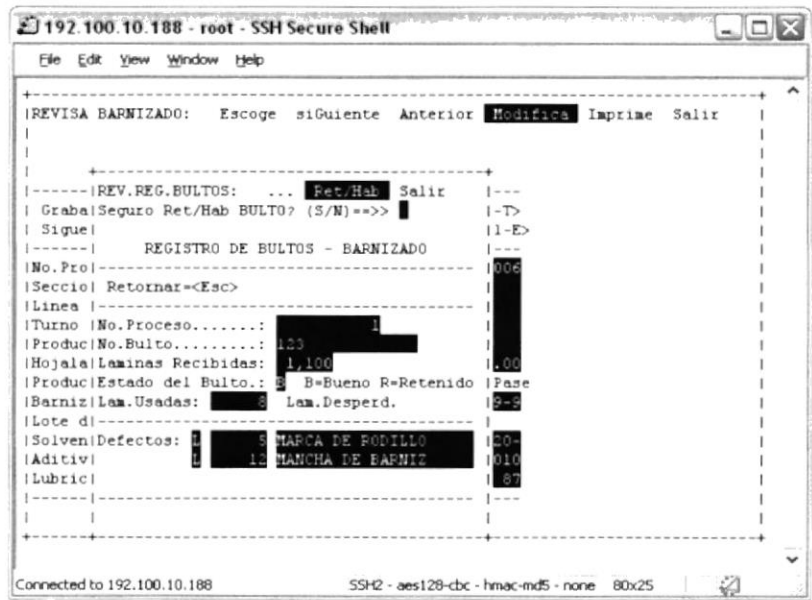 192.100.10.188 - root - SSH Secure Shell
File Edit View Window Help
REVISA BARNIZADO: Escoge siGuiente Anterior Modifica Imprime Salir
REV.REG.BULTOS: ... Ret/Hab Salir
Graba Seguro Ret/Hab BULTO? (S/N)==>> -T>
Sigue l-E>
REGISTRO DE BULTOS - BARNIZADO
No.Pro 006
Seccio Retornar=<Esc>
Linea
Turno No.Proceso.......: 1
Produc No.Bulto.........: 123
Hojala Laminas Recibidas: 1,100 .00
Produc Estado del Bulto.: B B=Bueno R=Retenido Pase
Barniz Lam.Usadas: 8 Lam.Desperd. 9-9
Lote d
Solven Defectos: L 5 MARCA DE RODILLO 20-
Aditiv L 12 MANCHA DE BARNIZ 010
Lubric 87
Connected to 192.100.10.188 SSH2 - aes128-cbc - hmac-md5 - none 80x25